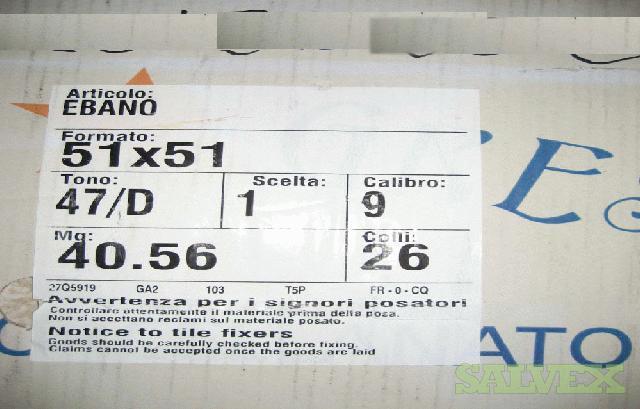 Articolo:
EBANO
Formato:
51x51
Tono: Scelta: Calibro:
47/D 1 9
Mq: Colli:
40.56 26
27Q5919 GA2 103 T5P FR-0-CQ
Avvertenza per i signori posatori
Controllare attentamente il materiale prima della posa.
Non si accettano reclami sul materiale posato.
Notice to tile fixers
Goods should be carefully checked before fixing.
Claims cannot be accepted once the goods are laid
ATO
SALVEX